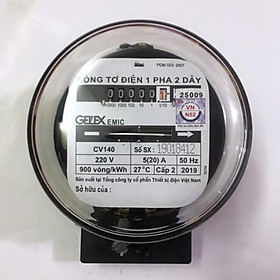 PDM 023 - 2007
CÔNG TƠ ĐIỆN 1 PHA 2 DÂY
00000
25009
10000 1000 100 10 1 1/10
VN
N52
GELEX EMIC
CV140 Số SX : 19018412
220 V 5(20) A 50 Hz
900 vòng/kWh 27°C Cấp 2 2019
Sản xuất tại Tổng công ty cổ phần Thiết bị điện Việt Nam
Sở hữu của :